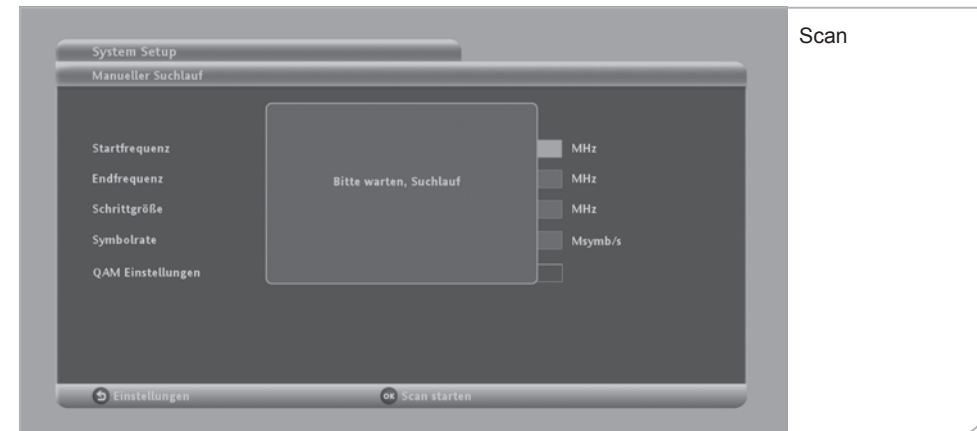 System Setup
Manueller Suchlauf
Startfrequenz MHz
Endfrequenz Bitte warten, Suchlauf MHz
Schrittgröße MHz
Symbolrate Msymb/s
QAM Einstellungen
Einstellungen OK Scan starten
Scan